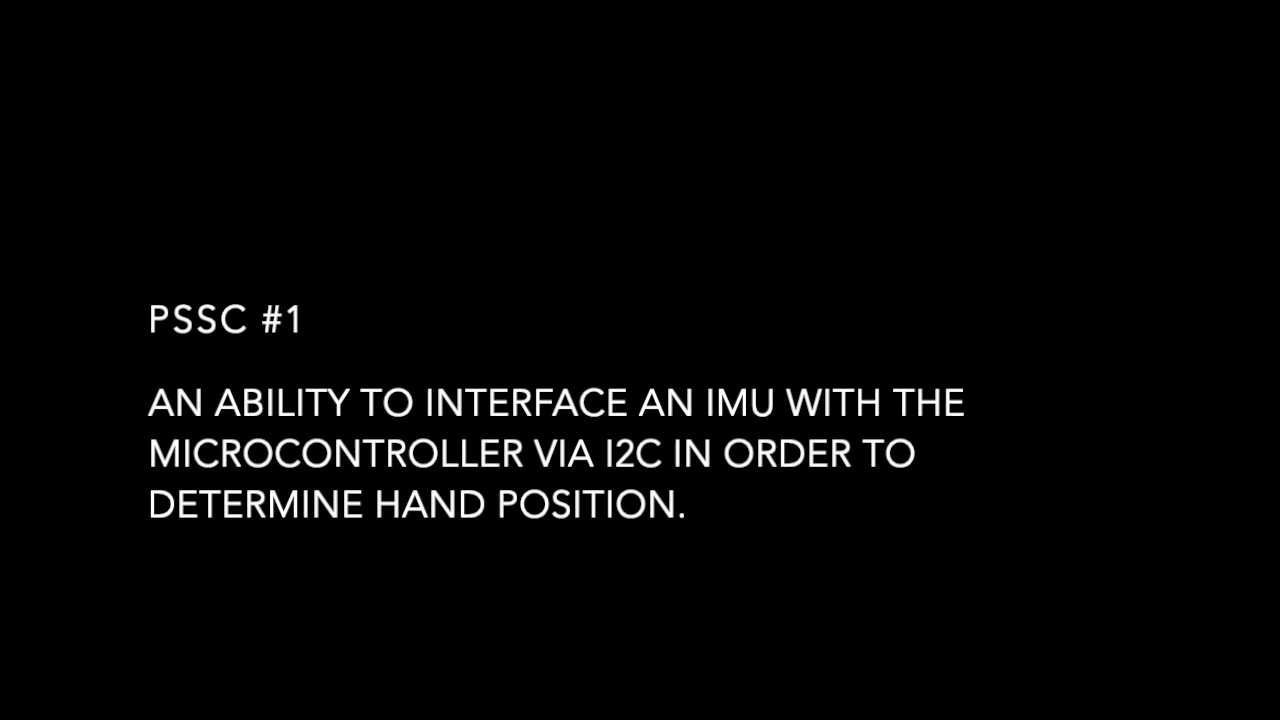 PSSC #1
AN ABILITY TO INTERFACE AN IMU WITH THE
MICROCONTROLLER VIA I2C IN ORDER TO
DETERMINE HAND POSITION.